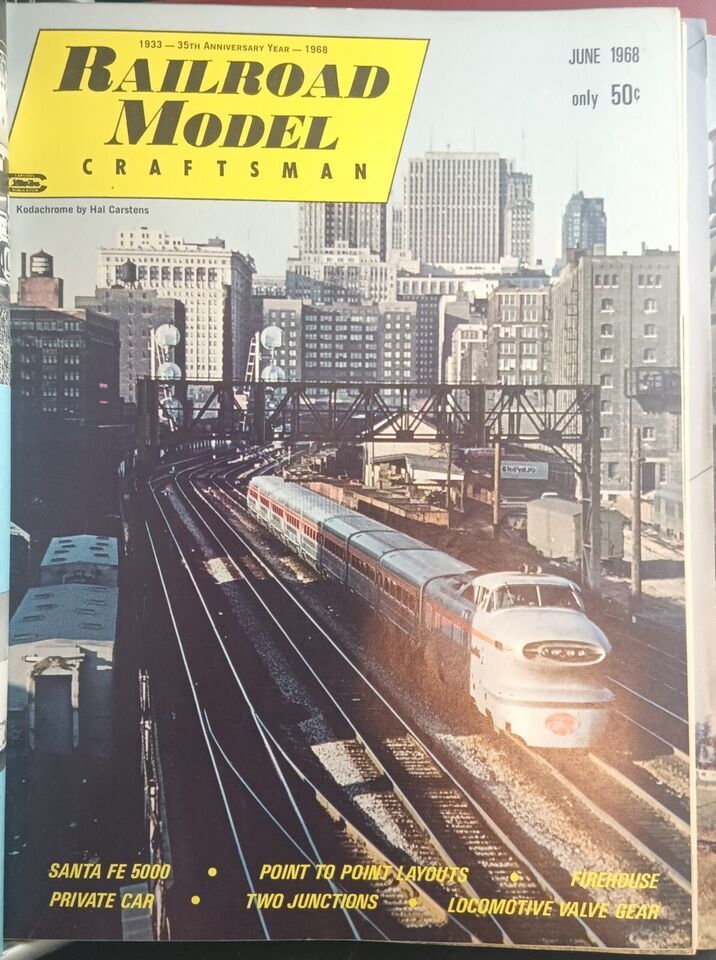 1933 — 35TH ANNIVERSARY YEAR — 1968
RAILROAD
MODEL
CRAFTSMAN
JUNE 1968
only 50¢
Kodachrome by Hal Carstens
SANTA FE 5000 • POINT TO POINT LAYOUTS • FIREHOUSE
PRIVATE CAR • TWO JUNCTIONS • LOCOMOTIVE VALVE GEAR